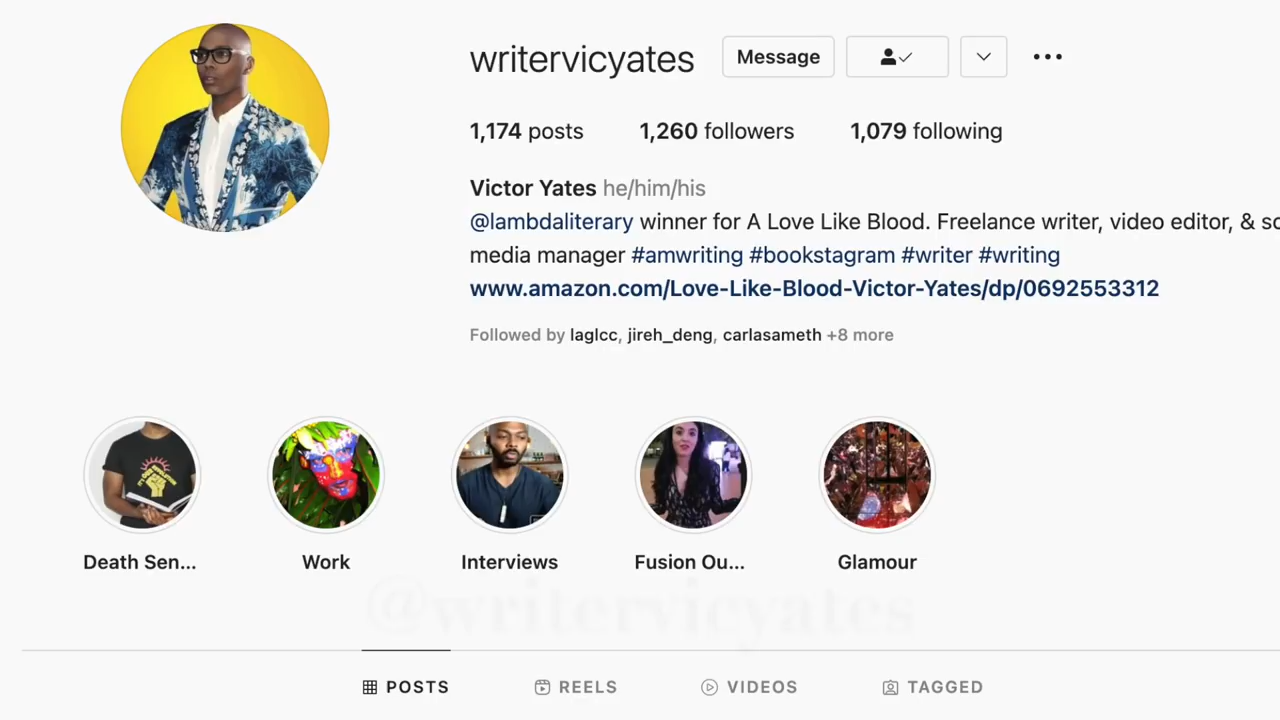 writervicyates Message
1,174 posts 1,260 followers 1,079 following
Victor Yates he/him/his
@lambdaliterary winner for A Love Like Blood. Freelance writer, video editor, & so
media manager #amwriting #bookstagram #writer #writing
www.amazon.com/Love-Like-Blood-Victor-Yates/dp/0692553312
Followed by laglcc, jireh_deng, carlasameth +8 more
Death Sen... Work Interviews Fusion Ou... Glamour
@writervicyates
POSTS REELS VIDEOS TAGGED